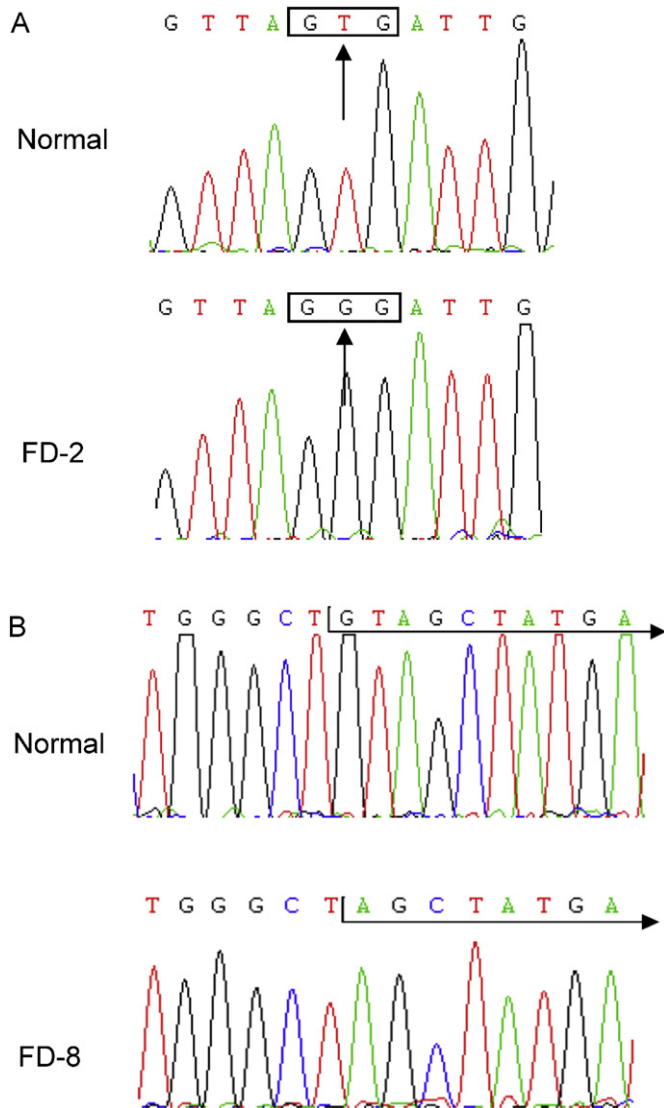 A
G T T A G T G A T T G
Normal
G T T A G G G A T T G
FD-2
B
T G G G C T G T A G C T A T G A
Normal
T G G G C T A G C T A T G A
FD-8